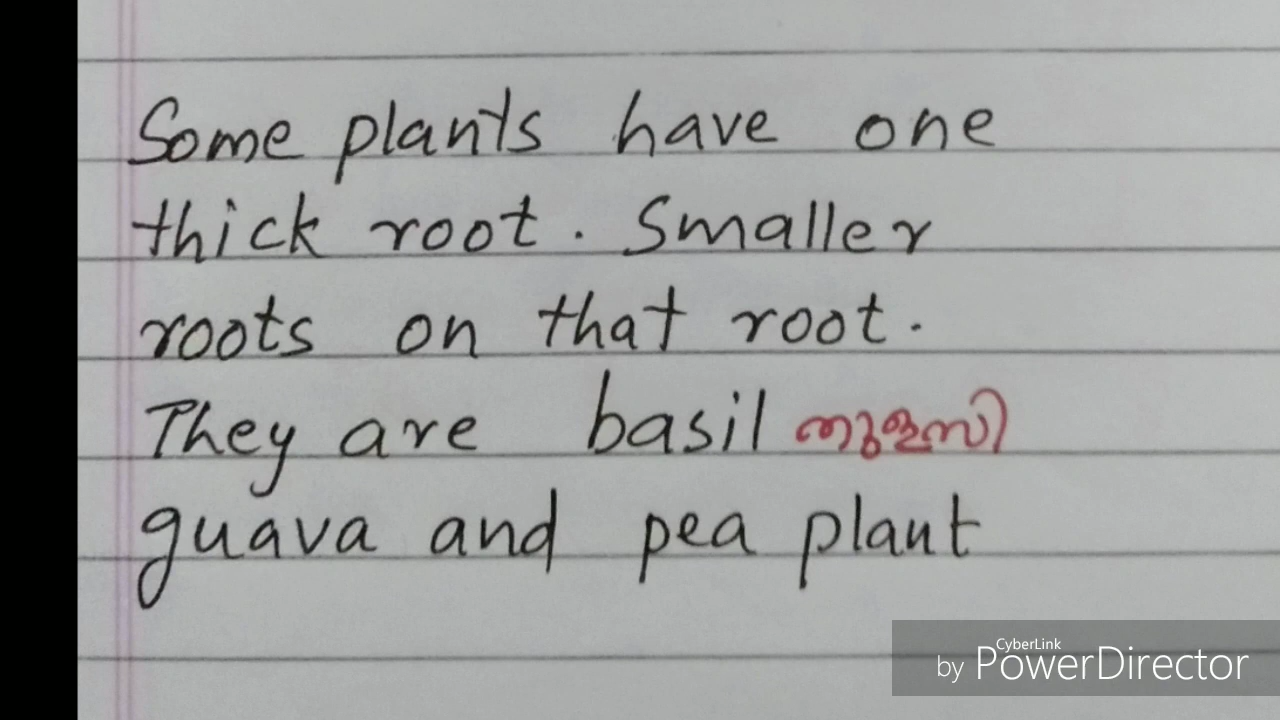 Some plants have one
thick root. Smaller
roots on that root.
They are basil തുളസി
guava and pea plant
CyberLink
by PowerDirector